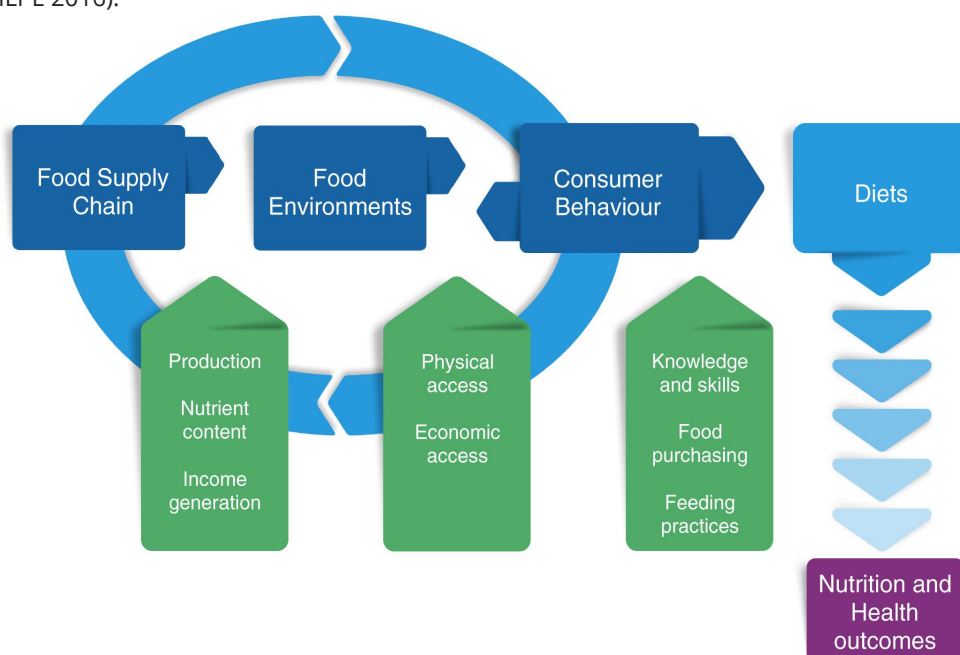 2016).
Food Supply
Chain
Food
Environments
Consumer
Behaviour
Diets
Production
Nutrient
content
Income
generation
Physical
access
Economic
access
Knowledge
and skills
Food
purchasing
Feeding
practices
Nutrition and
Health
outcomes